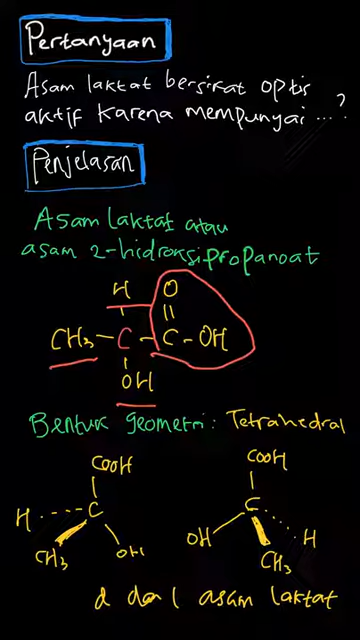 Pertanyaan
Asam laktat bersifat optis
aktif karena mempunyai ...?
Penjelasan
Asam laktat atau
asam 2-hidroksipropanoat
H O
CH3 - C - C - OH
OH
Bentuk geometri: Tetrahedral
COOH COOH
H C C
OH H
CH3 OH CH3
d dan l asam laktat